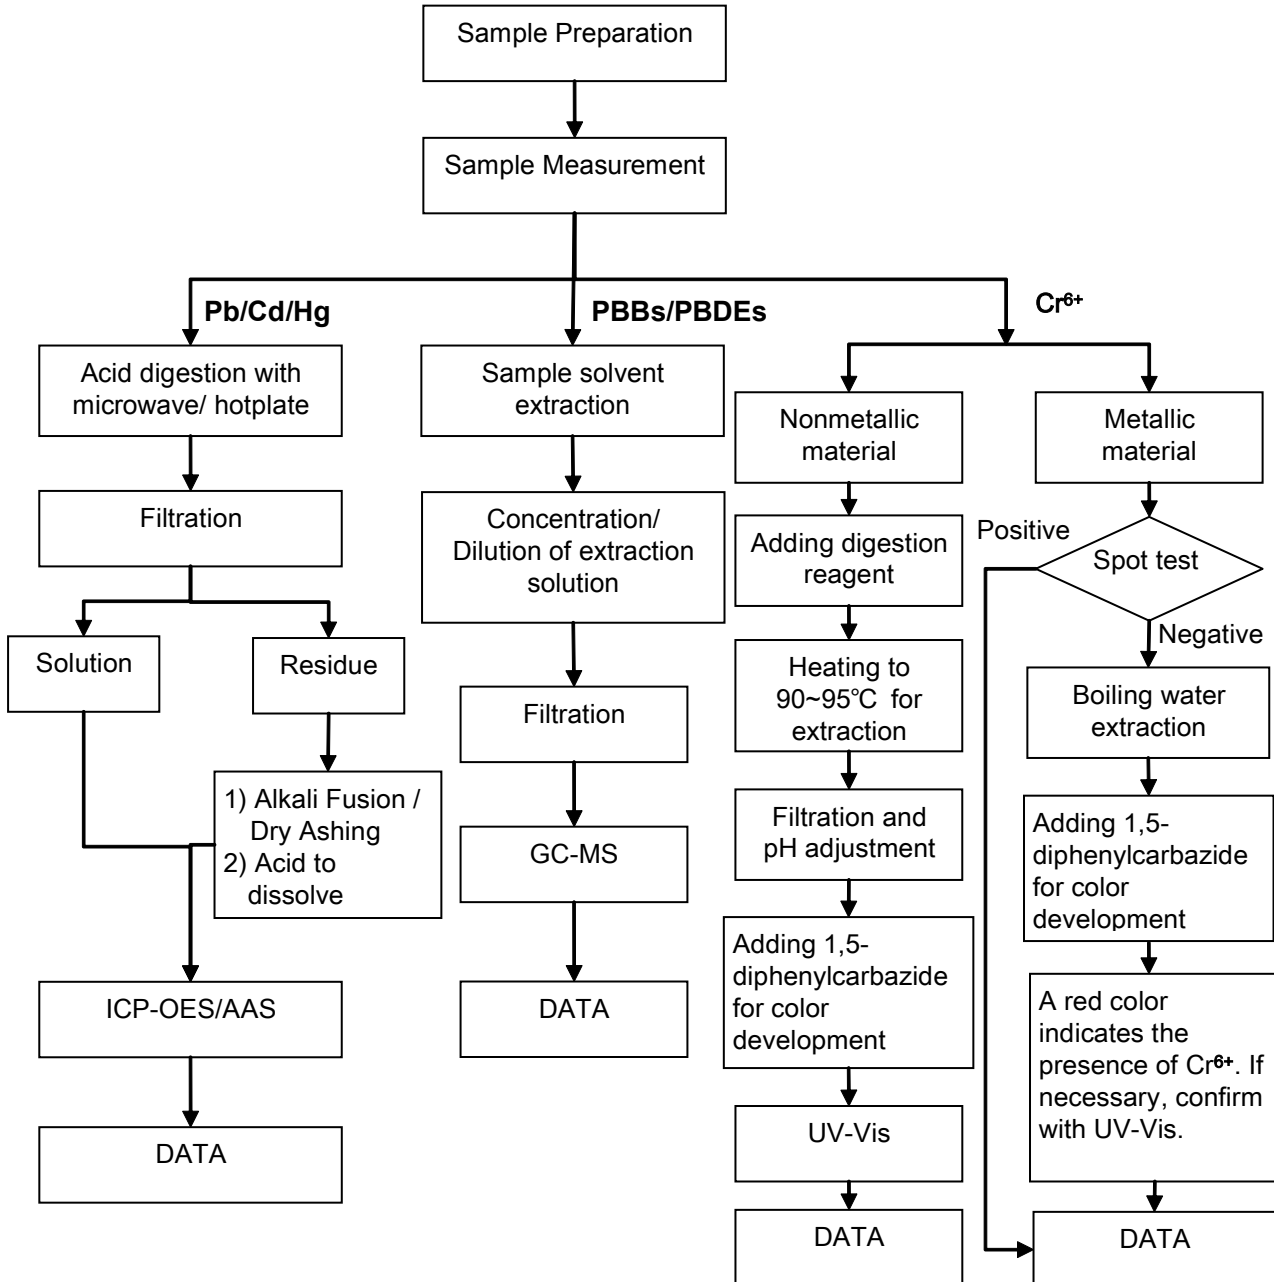 Sample Preparation
Sample Measurement
Pb/Cd/Hg
PBBs/PBDEs
Cr⁶⁺
Acid digestion with
microwave/ hotplate
Filtration
Solution
Residue
1) Alkali Fusion /
Dry Ashing
2) Acid to
dissolve
ICP-OES/AAS
DATA
Sample solvent
extraction
Concentration/
Dilution of extraction
solution
Filtration
GC-MS
DATA
Nonmetallic
material
Adding digestion
reagent
Heating to
90~95℃ for
extraction
Filtration and
pH adjustment
Adding 1,5-
diphenylcarbazide
for color
development
UV-Vis
DATA
Metallic
material
Spot test
Positive
Negative
Boiling water
extraction
Adding 1,5-
diphenylcarbazide
for color
development
A red color
indicates the
presence of Cr⁶⁺. If
necessary, confirm
with UV-Vis.
DATA